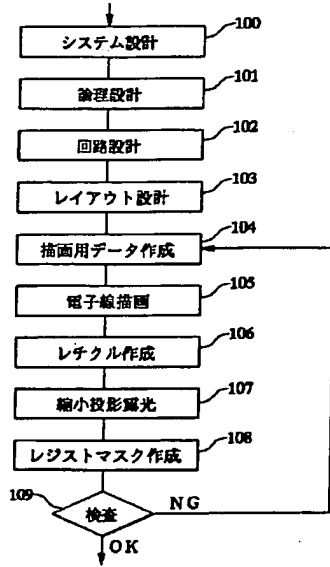 システム設計
100
論理設計
101
回路設計
102
レイアウト設計
103
描画用データ作成
104
電子線描画
105
レチクル作成
106
縮小投影露光
107
レジストマスク作成
108
検査
109
NG
OK